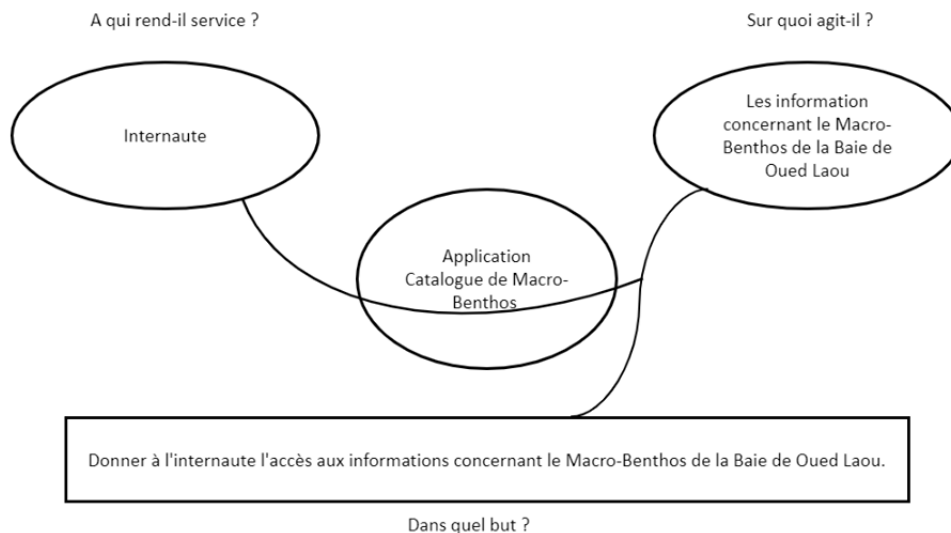 A qui rend-il service ?
Sur quoi agit-il ?
Internaute
Les information
concernant le Macro-
Benthos de la Baie de
Oued Laou
Application
Catalogue de Macro-
Benthos
Donner à l'internaute l'accès aux informations concernant le Macro-Benthos de la Baie de Oued Laou.
Dans quel but ?